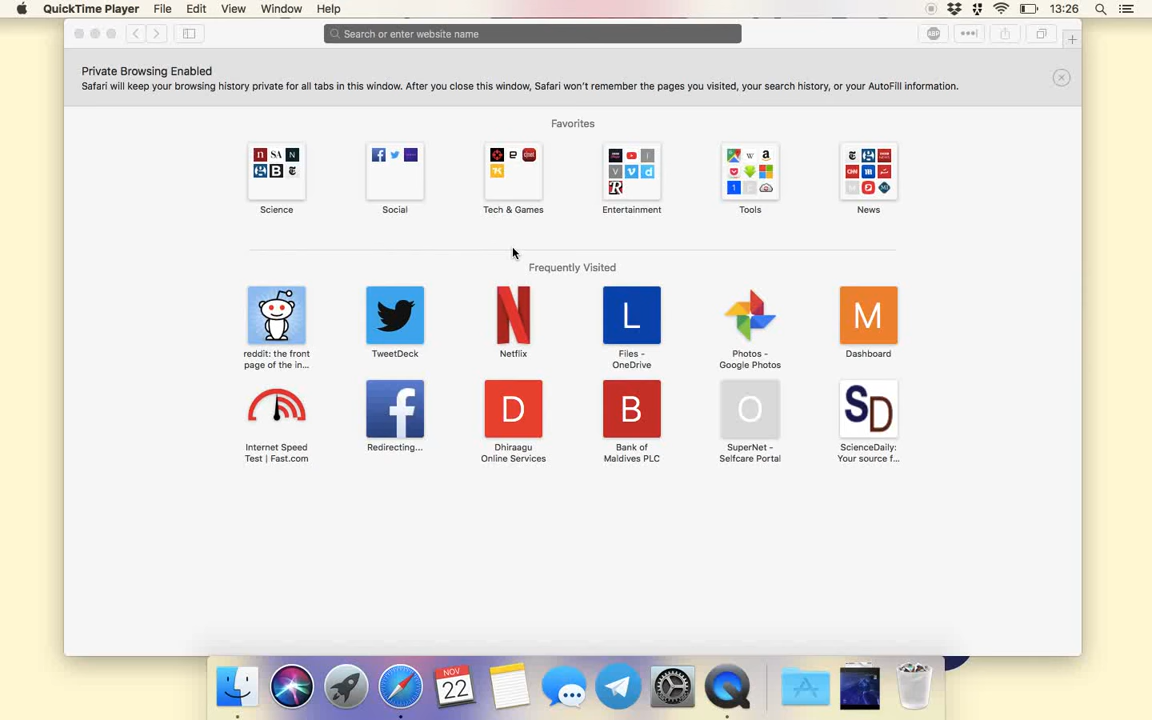 QuickTime Player File Edit View Window Help 13:26
Search or enter website name
ABP
Private Browsing Enabled
Safari will keep your browsing history private for all tabs in this window. After you close this window, Safari won't remember the pages you visited, your search history, or your AutoFill information.
Favorites
Science Social Tech & Games Entertainment Tools News
Frequently Visited
L M
reddit: the front page of the in... TweetDeck Netflix Files - OneDrive Photos - Google Photos Dashboard
D B O SD
Internet Speed Test | Fast.com Redirecting... Dhiraagu Online Services Bank of Maldives PLC SuperNet - Selfcare Portal ScienceDaily: Your source f...
NOV
22